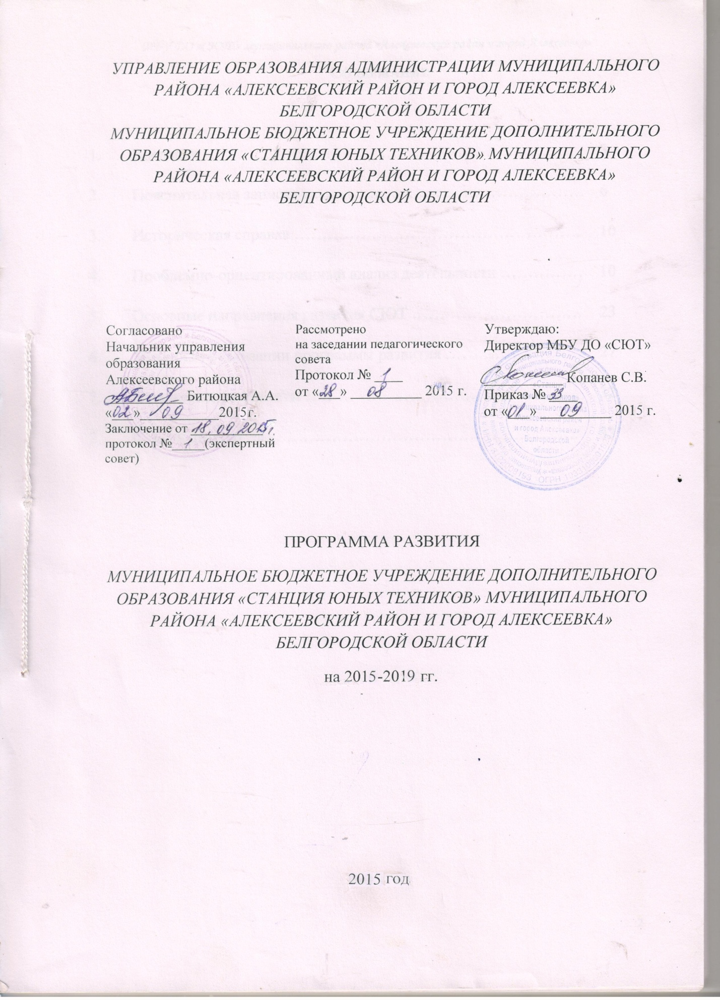 УПРАВЛЕНИЕ ОБРАЗОВАНИЯ АДМИНИСТРАЦИИ МУНИЦИПАЛЬНОГО
РАЙОНА «АЛЕКСЕЕВСКИЙ РАЙОН И ГОРОД АЛЕКСЕЕВКА»
БЕЛГОРОДСКОЙ ОБЛАСТИ
МУНИЦИПАЛЬНОЕ БЮДЖЕТНОЕ УЧРЕЖДЕНИЕ ДОПОЛНИТЕЛЬНОГО
ОБРАЗОВАНИЯ «СТАНЦИЯ ЮНЫХ ТЕХНИКОВ» МУНИЦИПАЛЬНОГО
РАЙОНА «АЛЕКСЕЕВСКИЙ РАЙОН И ГОРОД АЛЕКСЕЕВКА»
БЕЛГОРОДСКОЙ ОБЛАСТИ
Согласовано
Начальник управления
образования
Алексеевского района
Битюцкая А.А.
«02» 09 2015г.
Заключение от 18.09.2015г.
протокол № 1 (экспертный
совет)
Рассмотрено
на заседании педагогического
совета
Протокол № 1
от «28» 08 2015 г.
Утверждаю:
Директор МБУ ДО «СЮТ»
Копанев С.В.
Приказ № 33
от «01» 09 2015 г.
и город Алексеевка»
Белгородской
области
ПРОГРАММА РАЗВИТИЯ
МУНИЦИПАЛЬНОЕ БЮДЖЕТНОЕ УЧРЕЖДЕНИЕ ДОПОЛНИТЕЛЬНОГО
ОБРАЗОВАНИЯ «СТАНЦИЯ ЮНЫХ ТЕХНИКОВ» МУНИЦИПАЛЬНОГО
РАЙОНА «АЛЕКСЕЕВСКИЙ РАЙОН И ГОРОД АЛЕКСЕЕВКА»
БЕЛГОРОДСКОЙ ОБЛАСТИ
на 2015-2019 гг.
2015 год